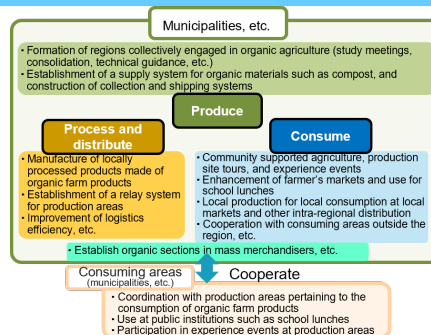 Municipalities, etc.
・Formation of regions collectively engaged in organic agriculture (study meetings,
consolidation, technical guidance, etc.)
・Establishment of a supply system for organic materials such as compost, and
construction of collection and shipping systems
Produce
Process and
distribute
・Manufacture of locally
processed products made of
organic farm products
・Establishment of a relay system
for production areas
・Improvement of logistics
efficiency, etc.
Consume
・Community supported agriculture, production
site tours, and experience events
・Enhancement of farmer's markets and use for
school lunches
・Local production for local consumption at local
markets and other intra-regional distribution
・Cooperation with consuming areas outside the
region, etc.
・Establish organic sections in mass merchandisers, etc.
Consuming areas
(municipalities, etc.)
Cooperate
・Coordination with production areas pertaining to the
consumption of organic farm products
・Use at public institutions such as school lunches
・Participation in experience events at production areas